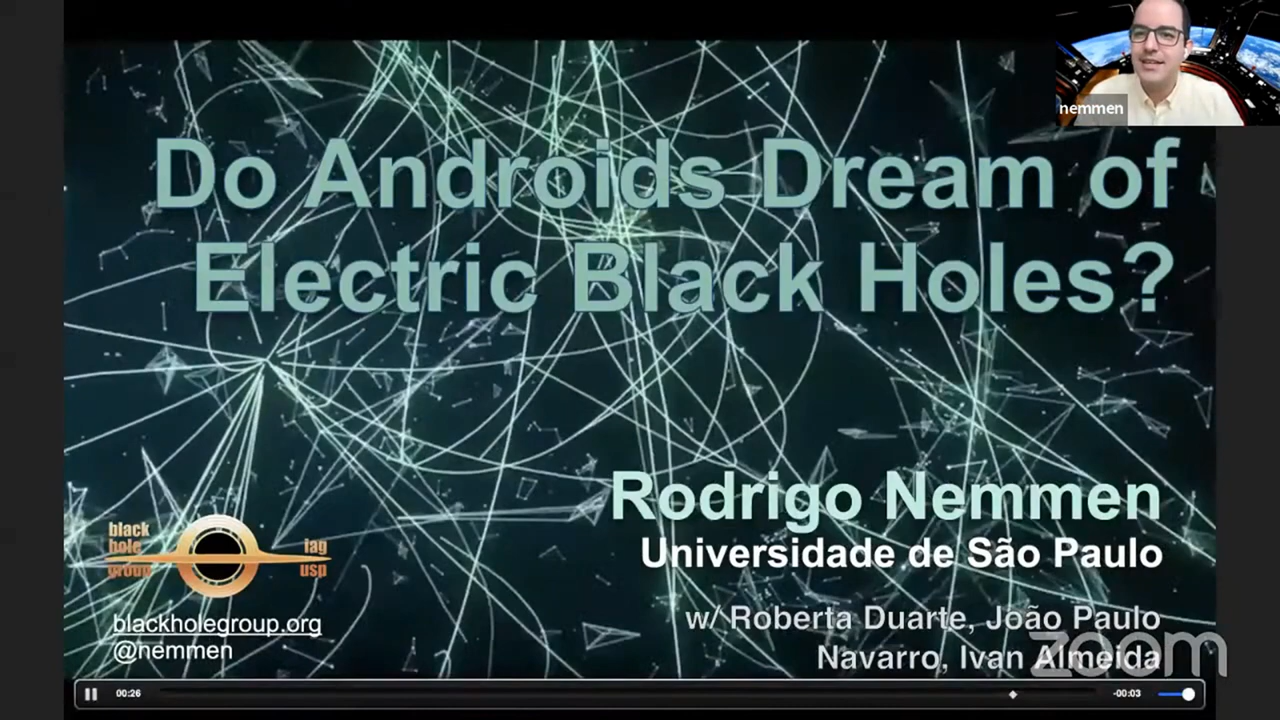 nemmen
Do Androids Dream of
Electric Black Holes?
Rodrigo Nemmen
Universidade de São Paulo
w/ Roberta Duarte, João Paulo
Navarro, Ivan Almeida
black
hole
group
iag
usp
blackholegroup.org
@nemmen
zoom
00:26
-00:03